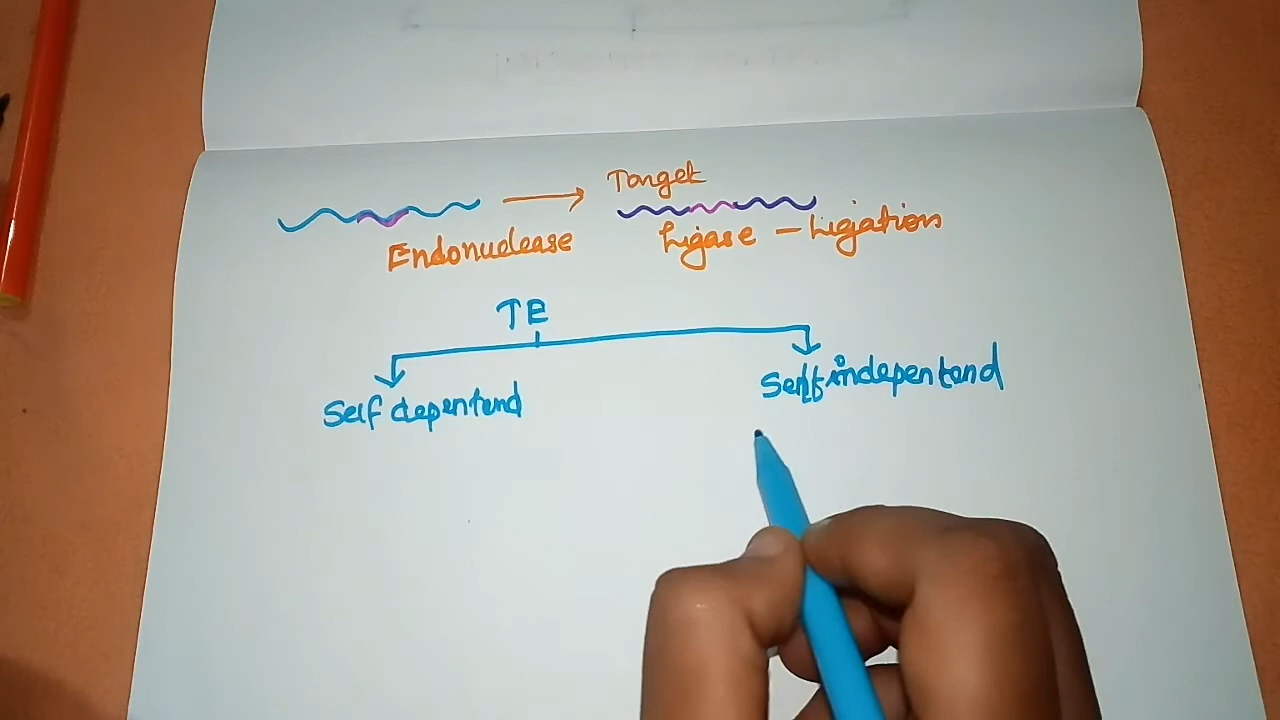 Target
Endonuclease Ligase - Ligation
TE
Self dependend
Self independend